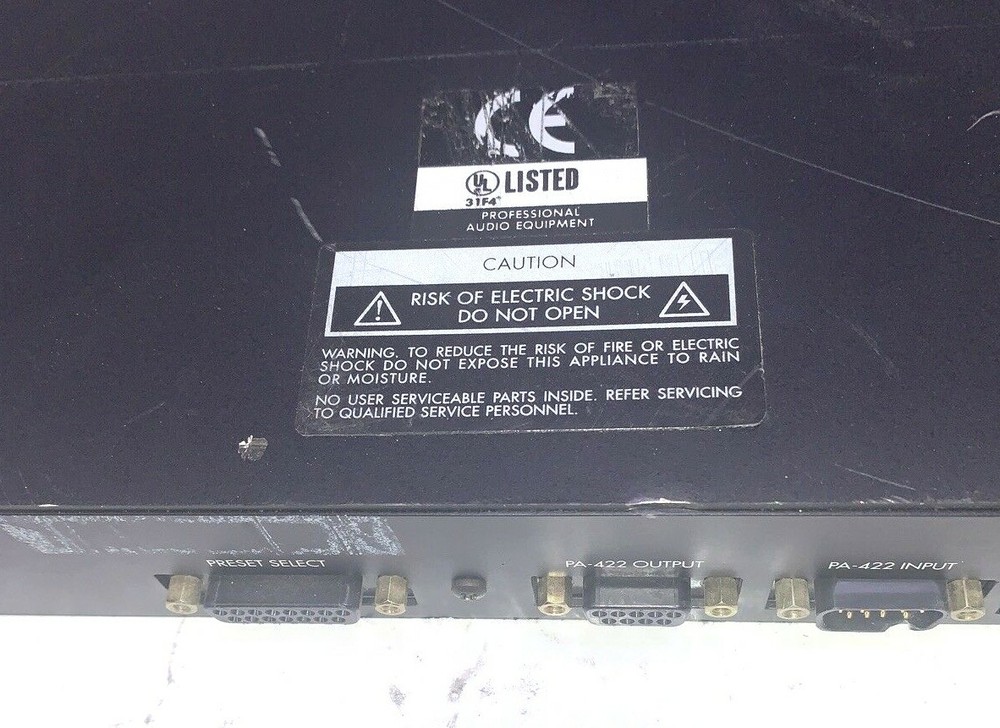 CE
UL LISTED
31F4
PROFESSIONAL
AUDIO EQUIPMENT
CAUTION
RISK OF ELECTRIC SHOCK
DO NOT OPEN
WARNING. TO REDUCE THE RISK OF FIRE OR ELECTRIC
SHOCK DO NOT EXPOSE THIS APPLIANCE TO RAIN
OR MOISTURE.
NO USER SERVICEABLE PARTS INSIDE. REFER SERVICING
TO QUALIFIED SERVICE PERSONNEL.
PRESET SELECT
PA-422 OUTPUT
PA-422 INPUT